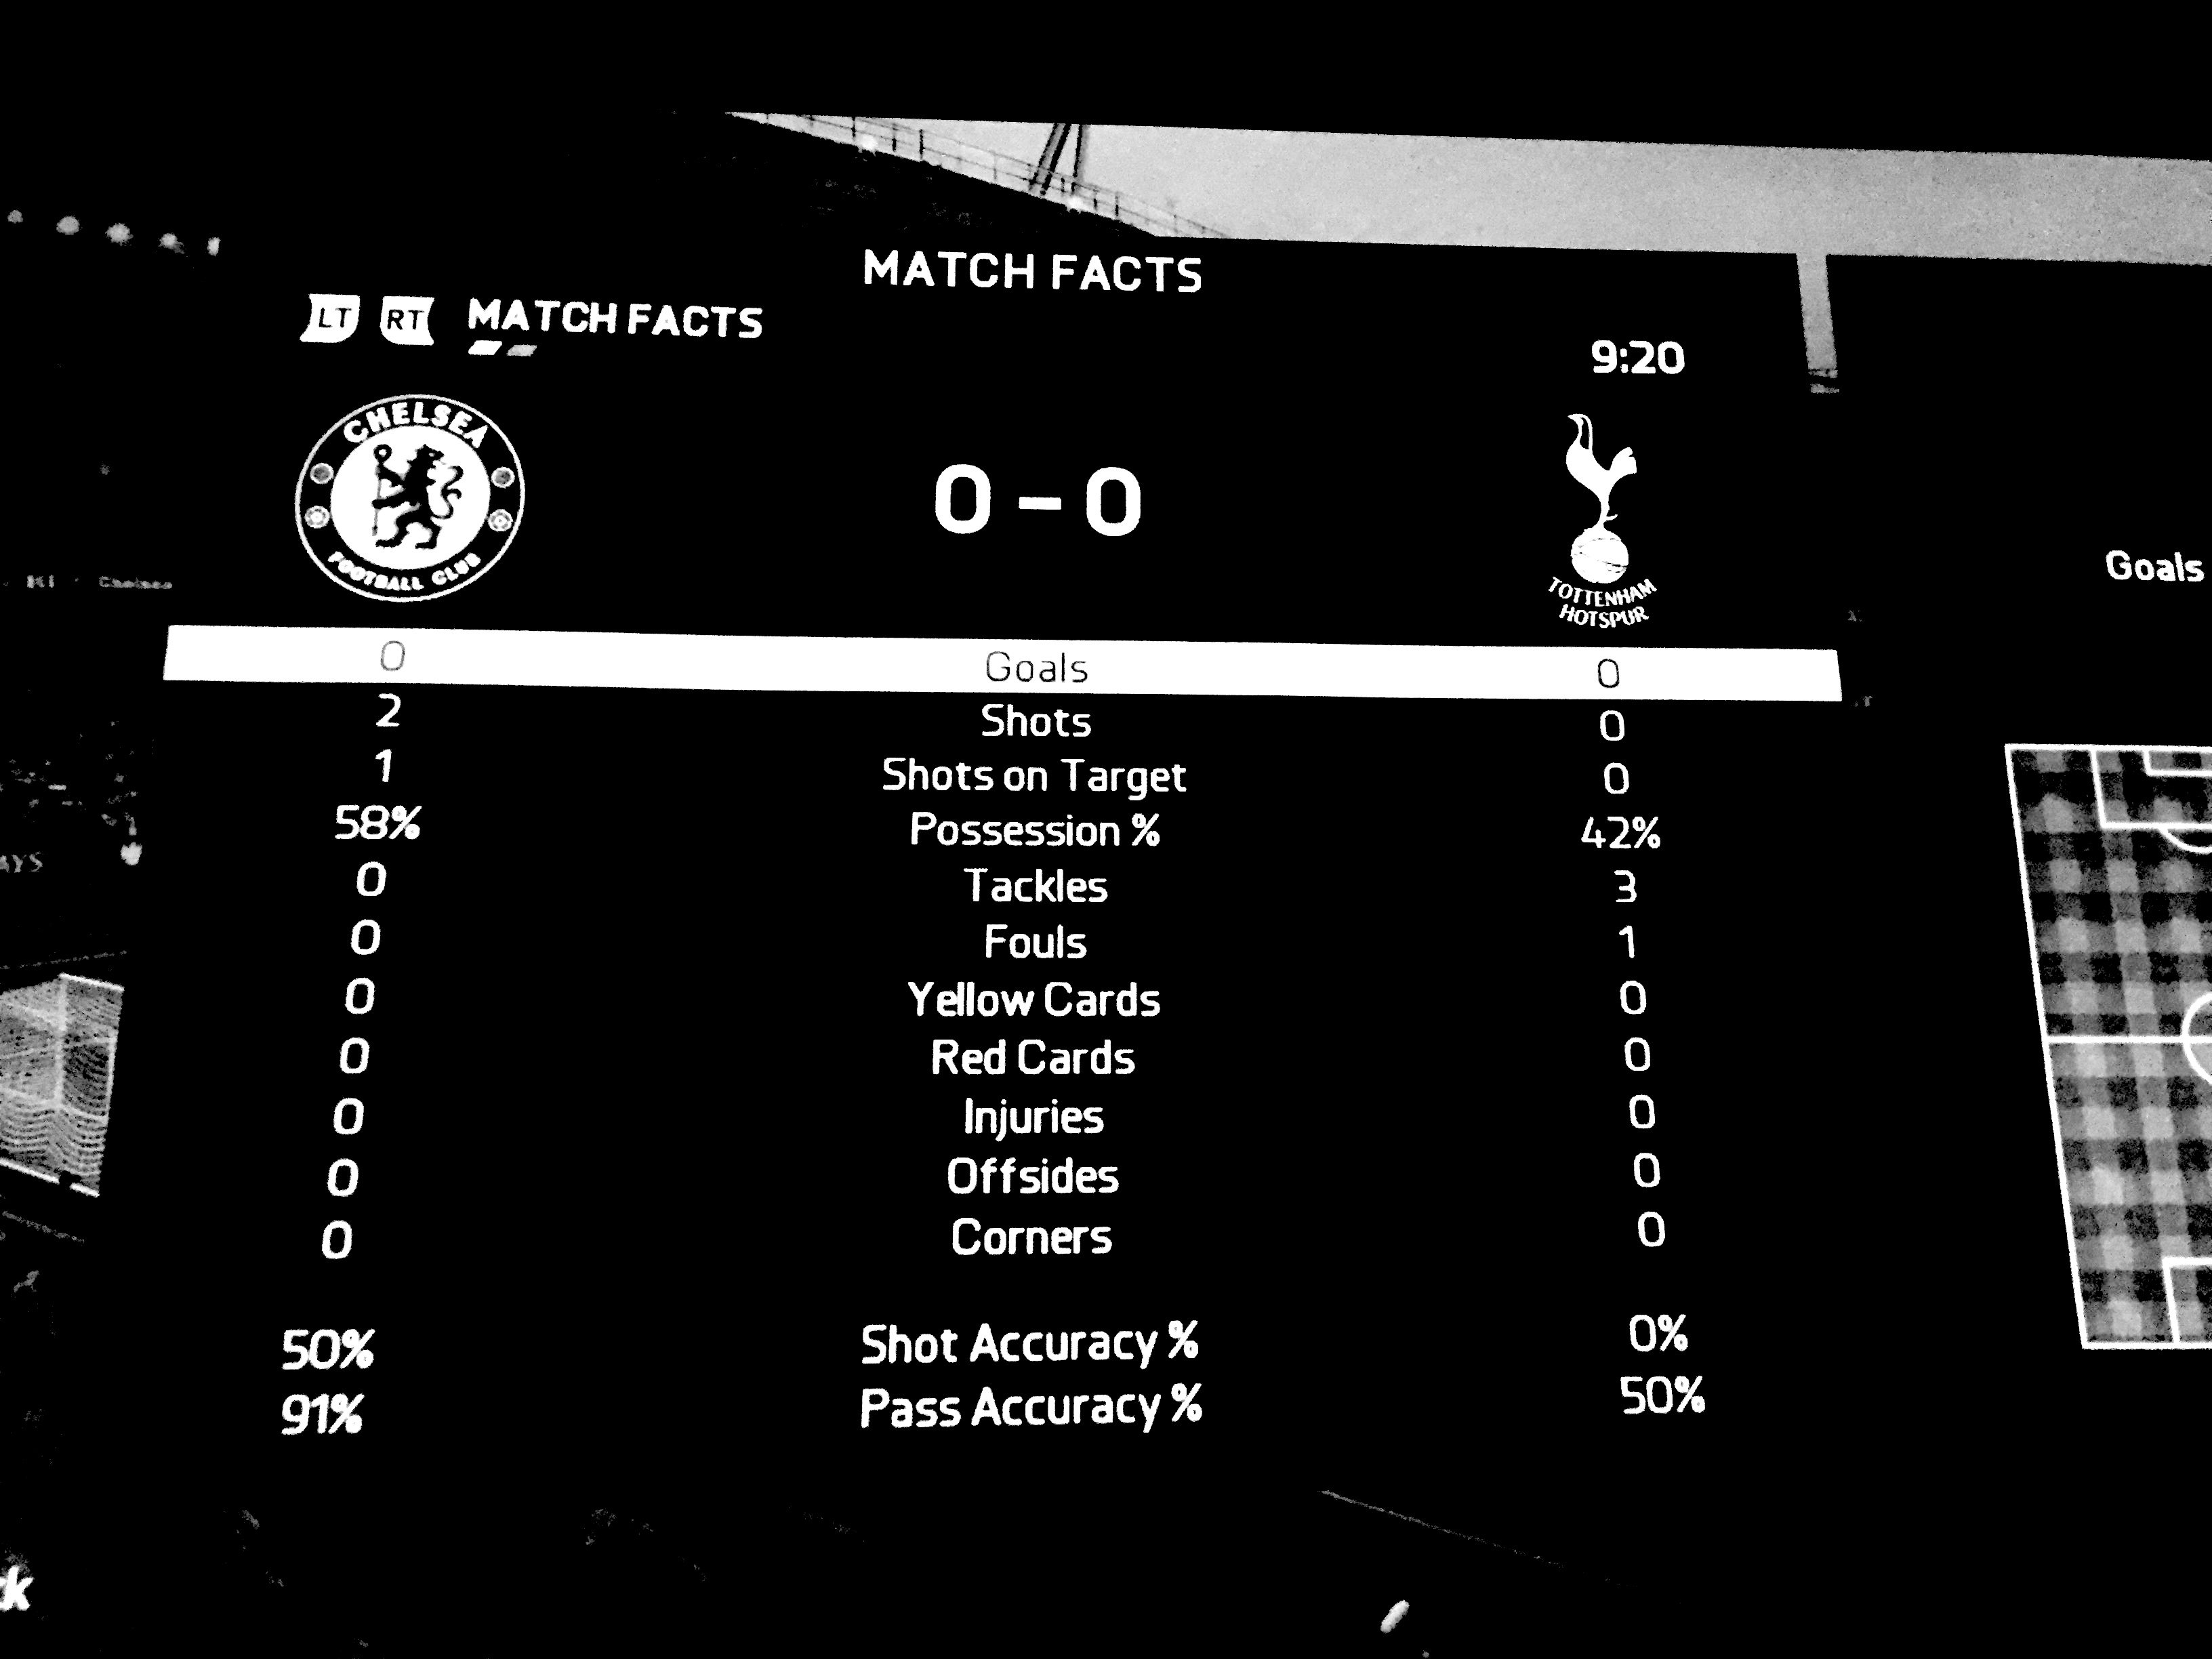 MATCH FACTS
LT RT MATCH FACTS
9:20
CHELSEA
FOOTBALL CLUB
0 - 0
TOTTENHAM
HOTSPUR
Goals
0 Goals 0
2 Shots 0
1 Shots on Target 0
58% Possession % 42%
0 Tackles 3
0 Fouls 1
0 Yellow Cards 0
0 Red Cards 0
0 Injuries 0
0 Offsides 0
0 Corners 0
50% Shot Accuracy % 0%
91% Pass Accuracy % 50%
Chelsea